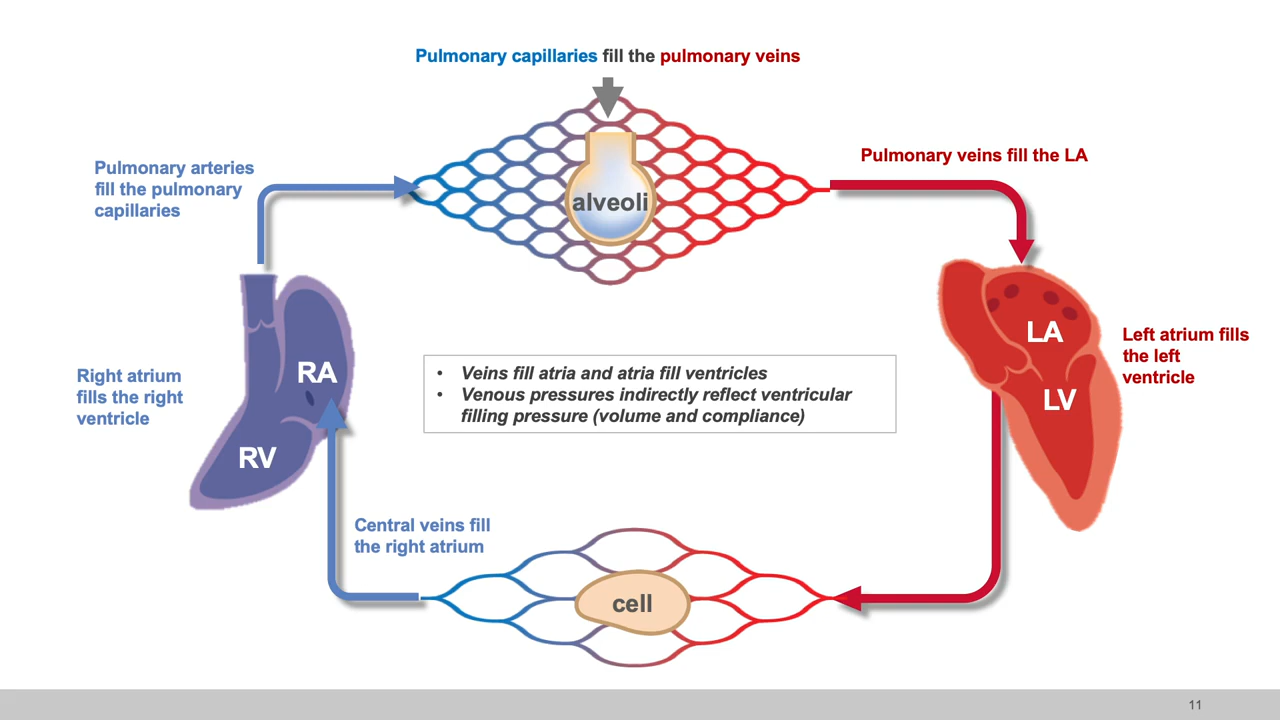 Pulmonary capillaries fill the pulmonary veins
Pulmonary arteries
fill the pulmonary
capillaries
alveoli
Pulmonary veins fill the LA
RA
RV
Right atrium
fills the right
ventricle
• Veins fill atria and atria fill ventricles
• Venous pressures indirectly reflect ventricular
filling pressure (volume and compliance)
LA
LV
Left atrium fills
the left
ventricle
Central veins fill
the right atrium
cell
11